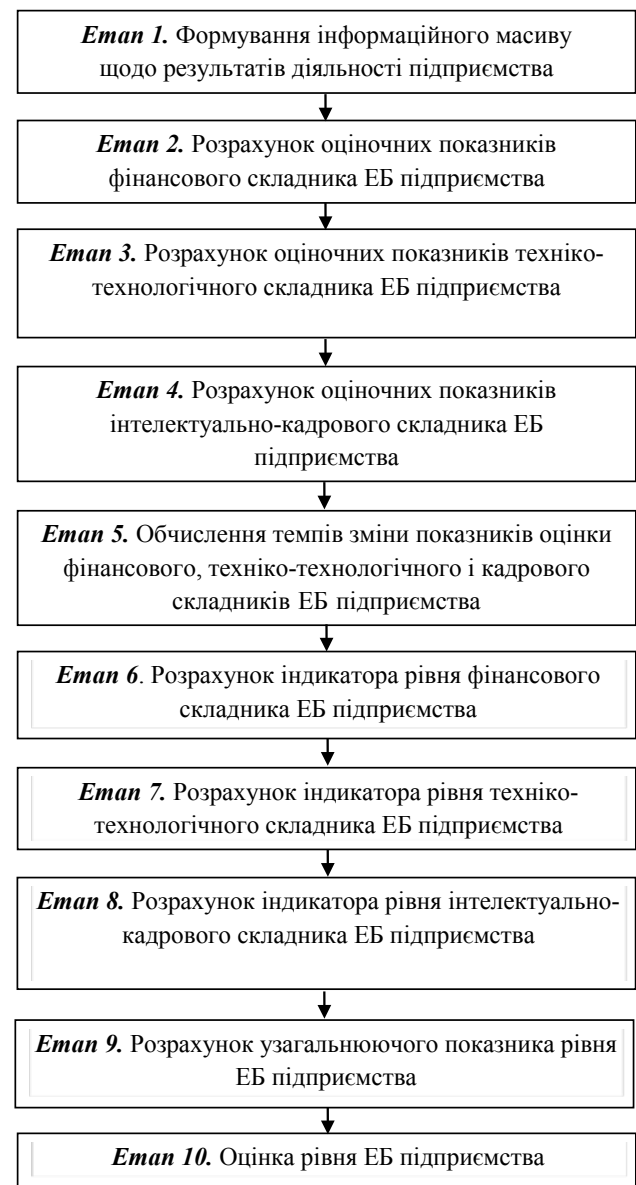 Етап 1. Формування інформаційного масиву
щодо результатів діяльності підприємства
Етап 2. Розрахунок оціночних показників
фінансового складника ЕБ підприємства
Етап 3. Розрахунок оціночних показників техніко-
технологічного складника ЕБ підприємства
Етап 4. Розрахунок оціночних показників
інтелектуально-кадрового складника ЕБ
підприємства
Етап 5. Обчислення темпів зміни показників оцінки
фінансового, техніко-технологічного і кадрового
складників ЕБ підприємства
Етап 6. Розрахунок індикатора рівня фінансового
складника ЕБ підприємства
Етап 7. Розрахунок індикатора рівня техніко-
технологічного складника ЕБ підприємства
Етап 8. Розрахунок індикатора рівня інтелектуально-
кадрового складника ЕБ підприємства
Етап 9. Розрахунок узагальнюючого показника рівня
ЕБ підприємства
Етап 10. Оцінка рівня ЕБ підприємства